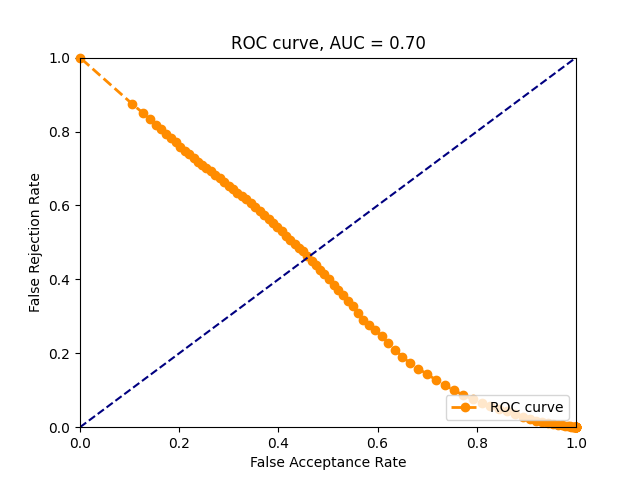 ROC curve, AUC = 0.70
1.0
0.8
0.6
0.4
0.2
0.0
False Rejection Rate
ROC curve
0.0 0.2 0.4 0.6 0.8 1.0
False Acceptance Rate